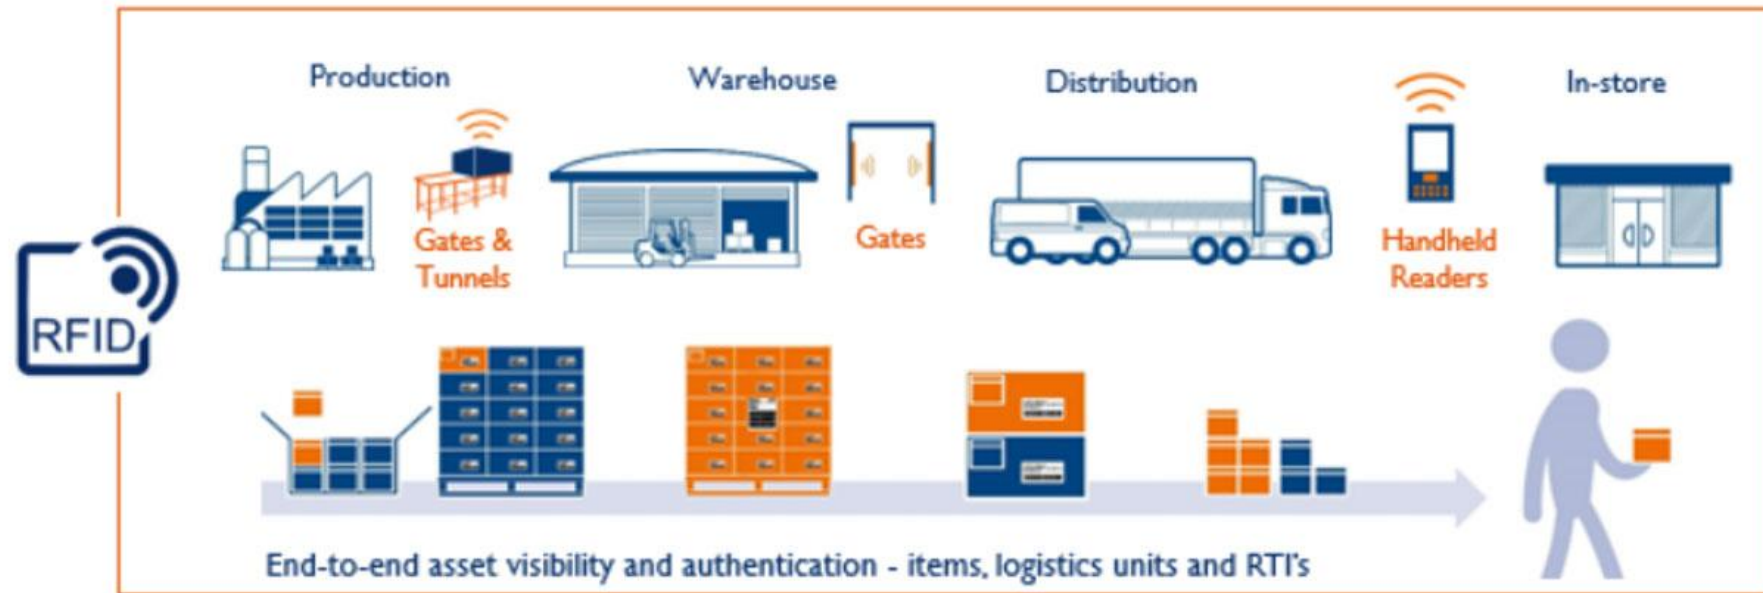 Production
Warehouse
Distribution
In-store
Gates &
Tunnels
Gates
Handheld
Readers
RFID
End-to-end asset visibility and authentication - items, logistics units and RTI's